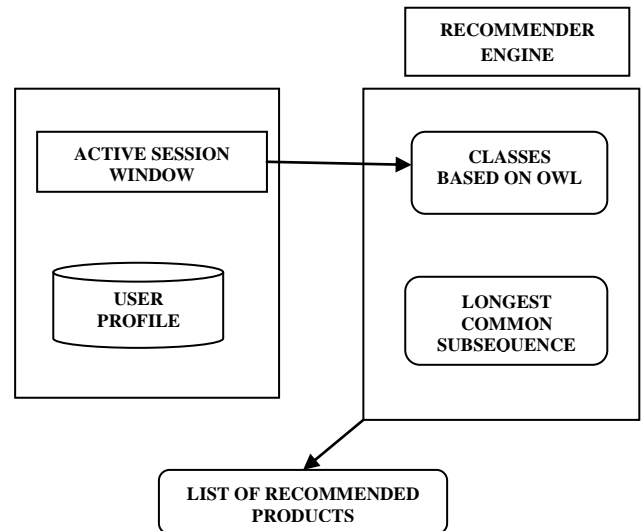 RECOMMENDER
ENGINE
ACTIVE SESSION
WINDOW
CLASSES
BASED ON OWL
USER
PROFILE
LONGEST
COMMON
SUBSEQUENCE
LIST OF RECOMMENDED
PRODUCTS